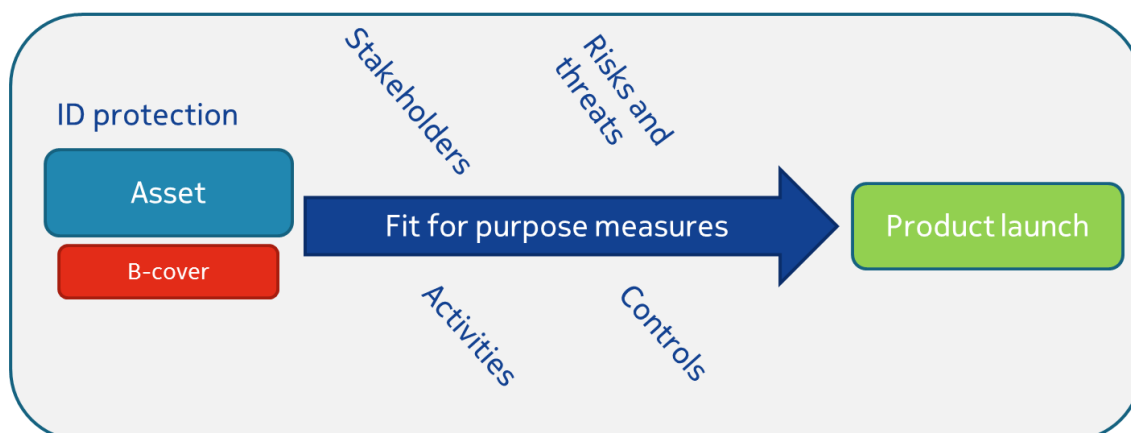 Stakeholders
Risks and
threats
ID protection
Asset
B-cover
Fit for purpose measures
Product launch
Activities
Controls